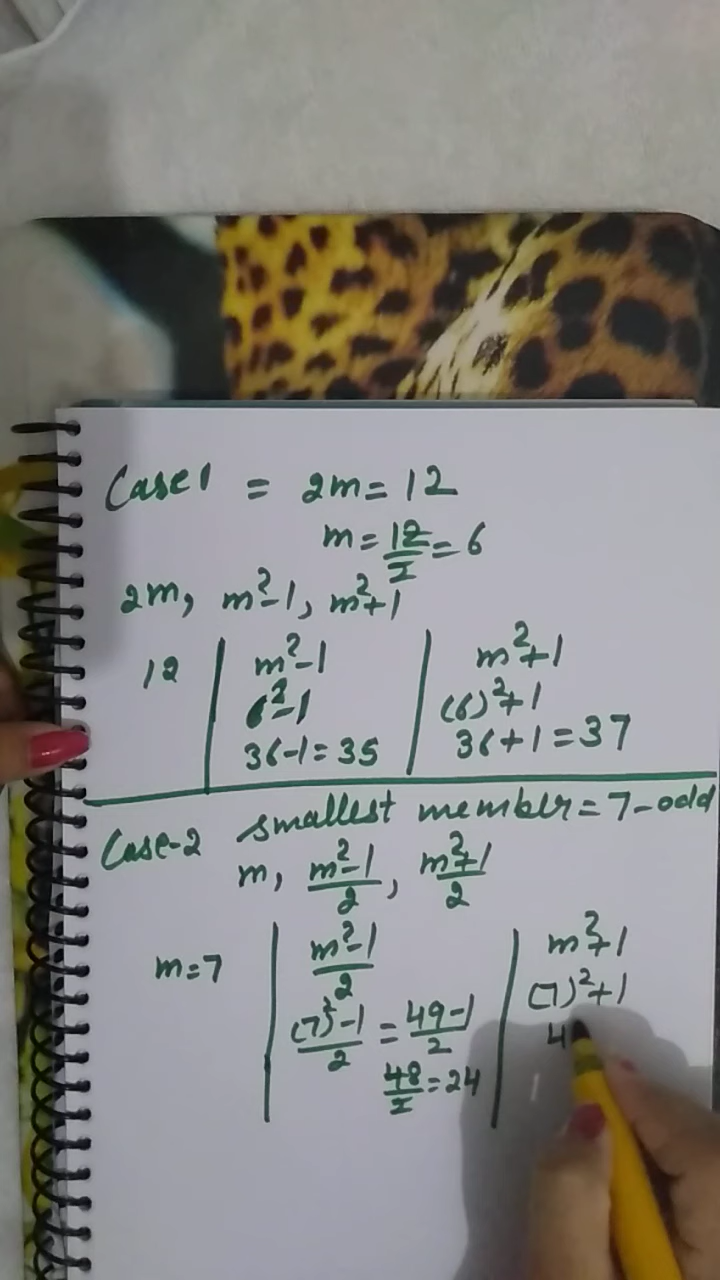 Case 1 = 2m = 12
m = 12/2 = 6
2m, m²-1, m²+1
12 | m²-1 | m²+1
6²-1 | (6)²+1
36-1 = 35 | 36+1 = 37
Case-2 smallest member = 7-odd
m, m²-1/2, m²+1/2
m=7 | m²-1/2 | m²+1
(7)²-1/2 = 49-1/2 | (7)²+1
48/2 = 24 | 4